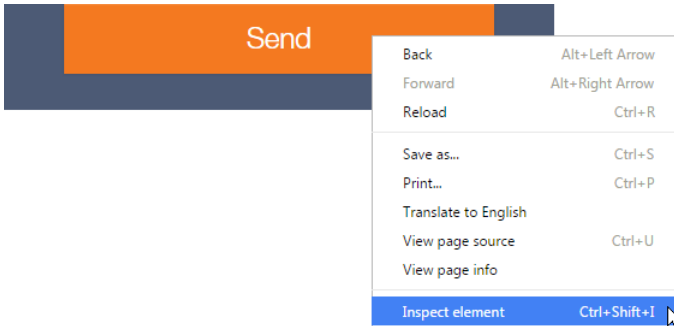 Send
Back Alt+Left Arrow
Forward Alt+Right Arrow
Reload Ctrl+R
Save as... Ctrl+S
Print... Ctrl+P
Translate to English
View page source Ctrl+U
View page info
Inspect element Ctrl+Shift+I